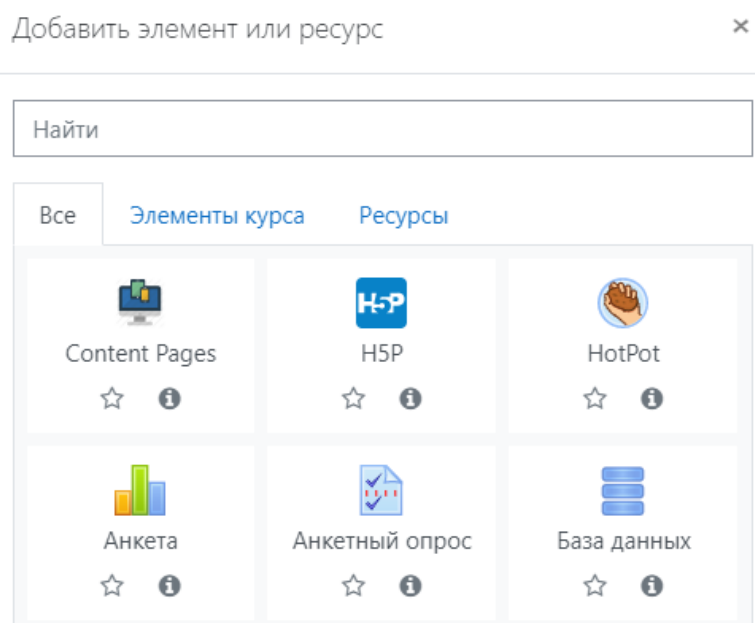 Добавить элемент или ресурс ×
Найти
Все Элементы курса Ресурсы
H5P
Content Pages H5P HotPot
Анкета Анкетный опрос База данных